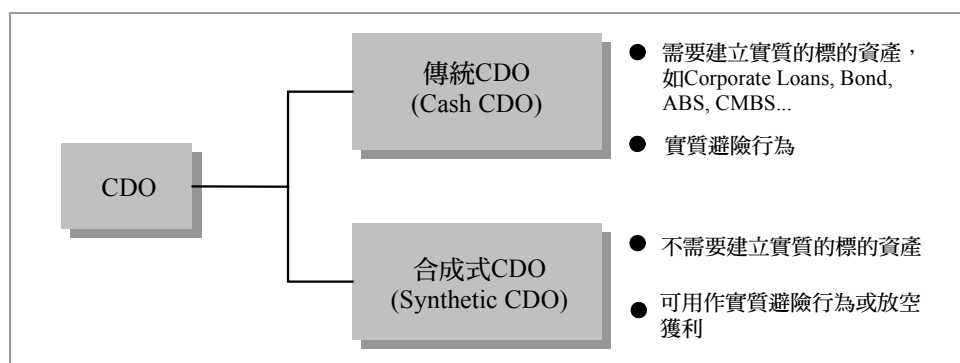 CDO
傳統CDO
(Cash CDO)
● 需要建立實質的標的資產，
如Corporate Loans, Bond,
ABS, CMBS...
● 實質避險行為
合成式CDO
(Synthetic CDO)
● 不需要建立實質的標的資產
● 可用作實質避險行為或放空
獲利